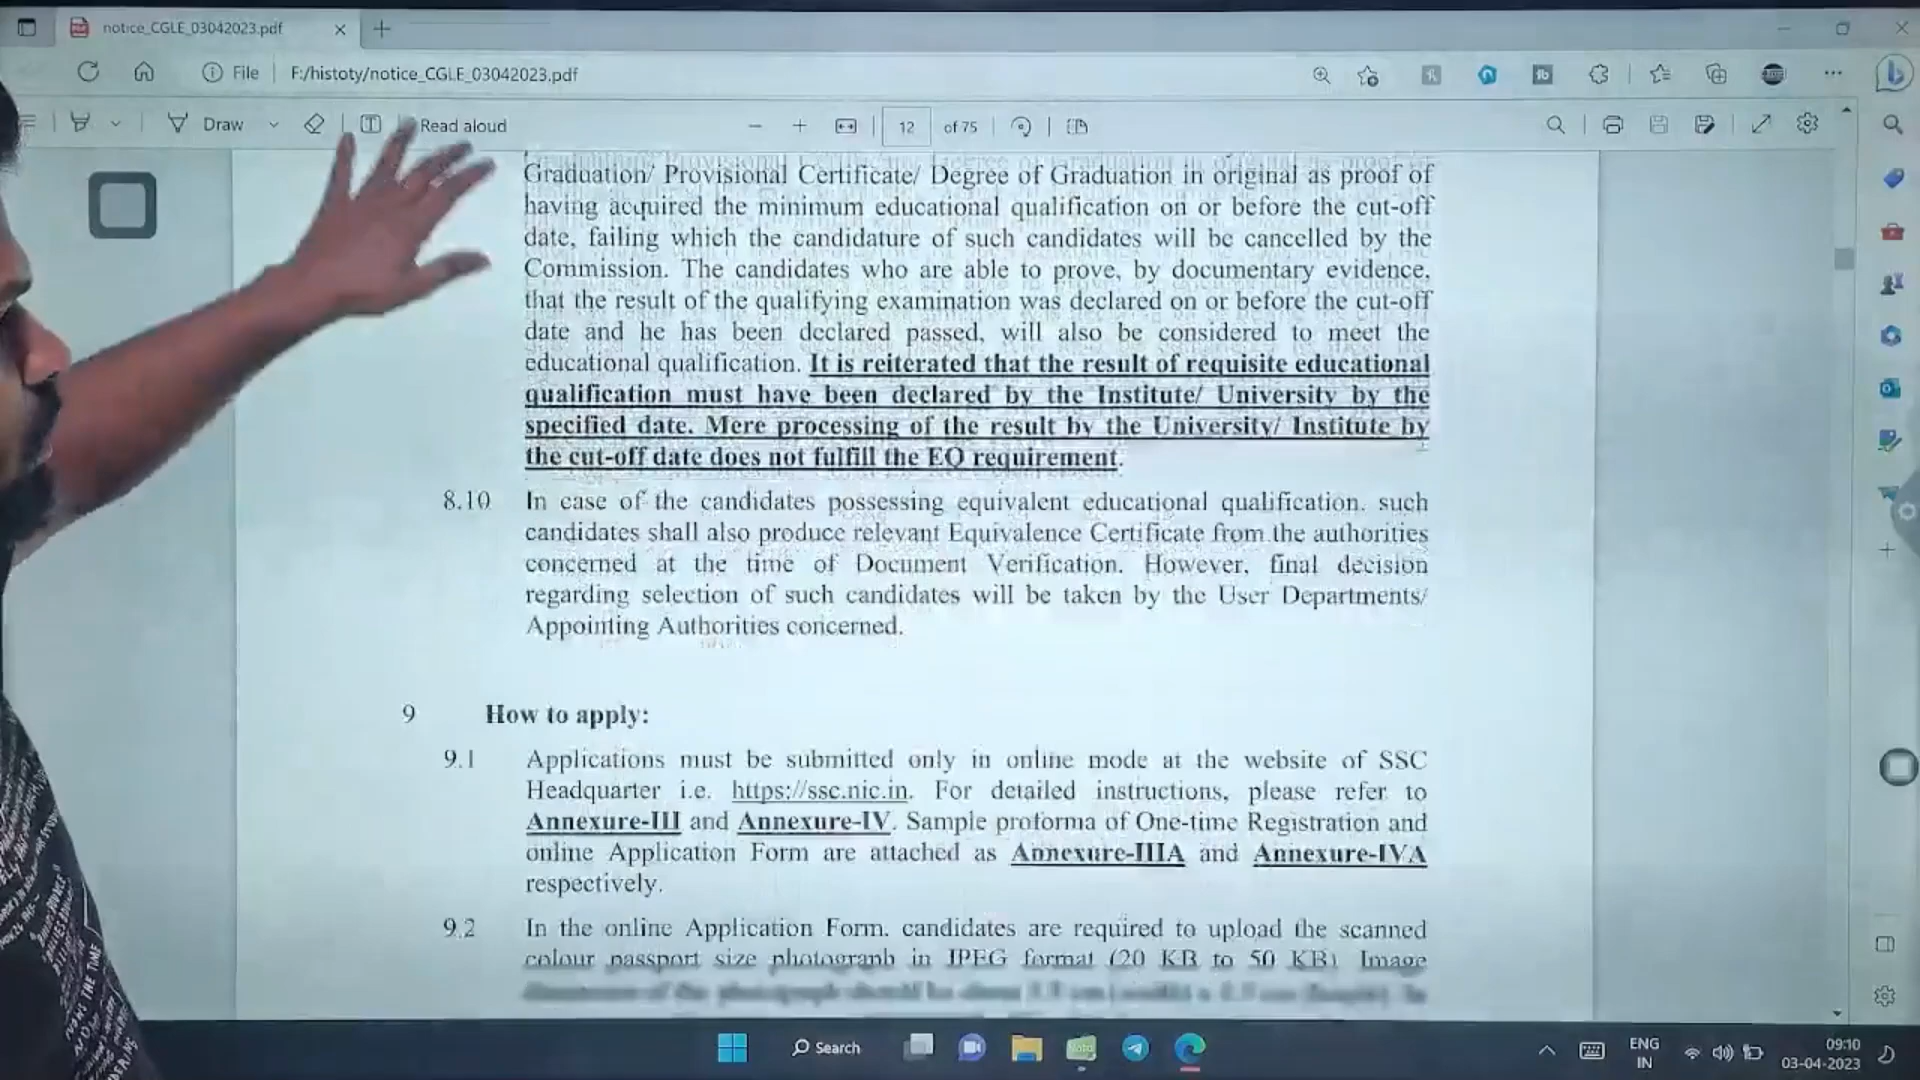 notice_CGLE_03042023.pdf
File F:/histoty/notice_CGLE_03042023.pdf
Draw Read aloud 12 of 75
Graduation/ Provisional Certificate/ Degree of Graduation in original as proof of
having acquired the minimum educational qualification on or before the cut-off
date, failing which the candidature of such candidates will be cancelled by the
Commission. The candidates who are able to prove, by documentary evidence,
that the result of the qualifying examination was declared on or before the cut-off
date and he has been declared passed, will also be considered to meet the
educational qualification. It is reiterated that the result of requisite educational
qualification must have been declared by the Institute/ University by the
specified date. Mere processing of the result by the University/ Institute by
the cut-off date does not fulfill the EQ requirement.
8.10 In case of the candidates possessing equivalent educational qualification, such
candidates shall also produce relevant Equivalence Certificate from the authorities
concerned at the time of Document Verification. However, final decision
regarding selection of such candidates will be taken by the User Departments/
Appointing Authorities concerned.
9 How to apply:
9.1 Applications must be submitted only in online mode at the website of SSC
Headquarter i.e. https://ssc.nic.in. For detailed instructions, please refer to
Annexure-III and Annexure-IV. Sample proforma of One-time Registration and
online Application Form are attached as Annexure-IIIA and Annexure-IVA
respectively.
9.2 In the online Application Form, candidates are required to upload the scanned
colour passport size photograph in JPEG format (20 KB to 50 KB). Image
Search
ENG
IN
09:10
03-04-2023
THE TIME